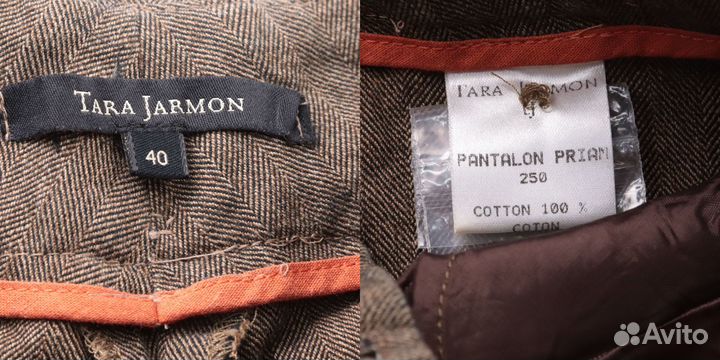 TARA JARMON
40
TARA JARMON
PANTALON PRIAM
250
COTTON 100 %
COTON
Avito